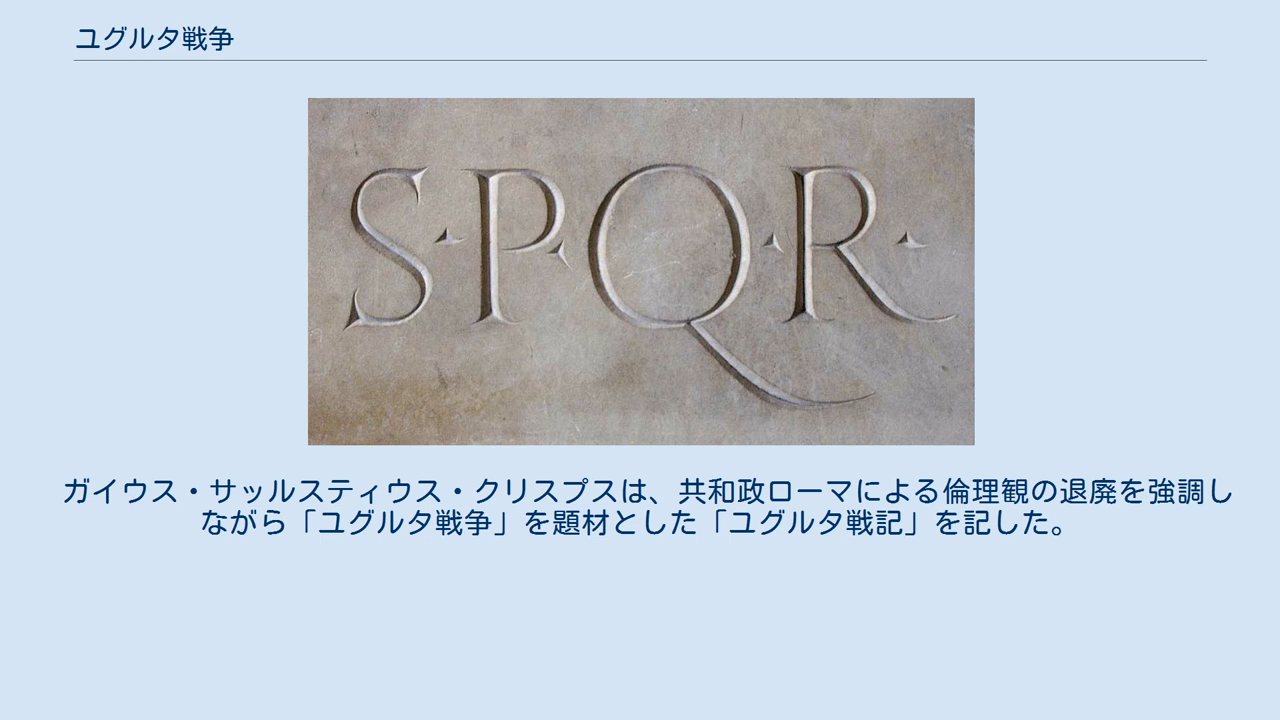 ユグルタ戦争
S·P·Q·R·
ガイウス・サッルスティウス・クリスプスは、共和政ローマによる倫理観の退廃を強調し
ながら「ユグルタ戦争」を題材とした「ユグルタ戦記」を記した。